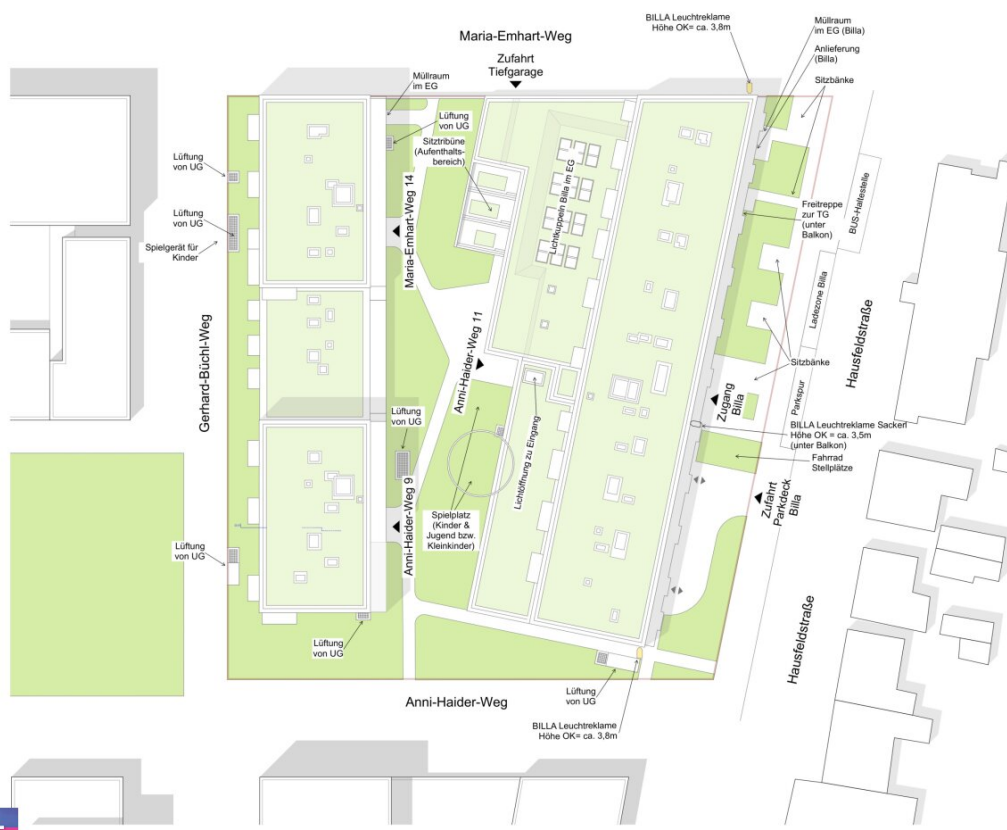 BILLA Leuchtreklame
Höhe OK= ca. 3,8m
Müllraum
im EG (Billa)
Anlieferung
(Billa)
Sitzbänke
Maria-Emhart-Weg
Zufahrt
Tiefgarage
Müllraum
im EG
Lüftung
von UG
Sitztribüne
(Aufenthalts-
bereich)
Lüftung
von UG
Lüftung
von UG
Spielgerät für
Kinder
Maria-Emhart-Weg 14
Lichtkuppeln Billa im EG
Freitreppe
zur TG
(unter
Balkon)
BUS-Haltestelle
Ladezone Billa
Hausfeldstraße
Gerhard-Büchl-Weg
Anni-Haider-Weg 11
Sitzbänke
Parkspur
Zugang
Billa
Lichtöffnung zu Eingang
BILLA Leuchtreklame Sackerl
Höhe OK = ca. 3,5m
(unter Balkon)
Fahrrad
Stellplätze
Lüftung
von UG
Zufahrt
Parkdeck
Billa
Anni-Haider-Weg 9
Spielplatz
(Kinder &
Jugend bzw.
Kleinkinder)
Lüftung
von UG
Lüftung
von UG
Hausfeldstraße
Lüftung
von UG
Anni-Haider-Weg
BILLA Leuchtreklame
Höhe OK= ca. 3,8m